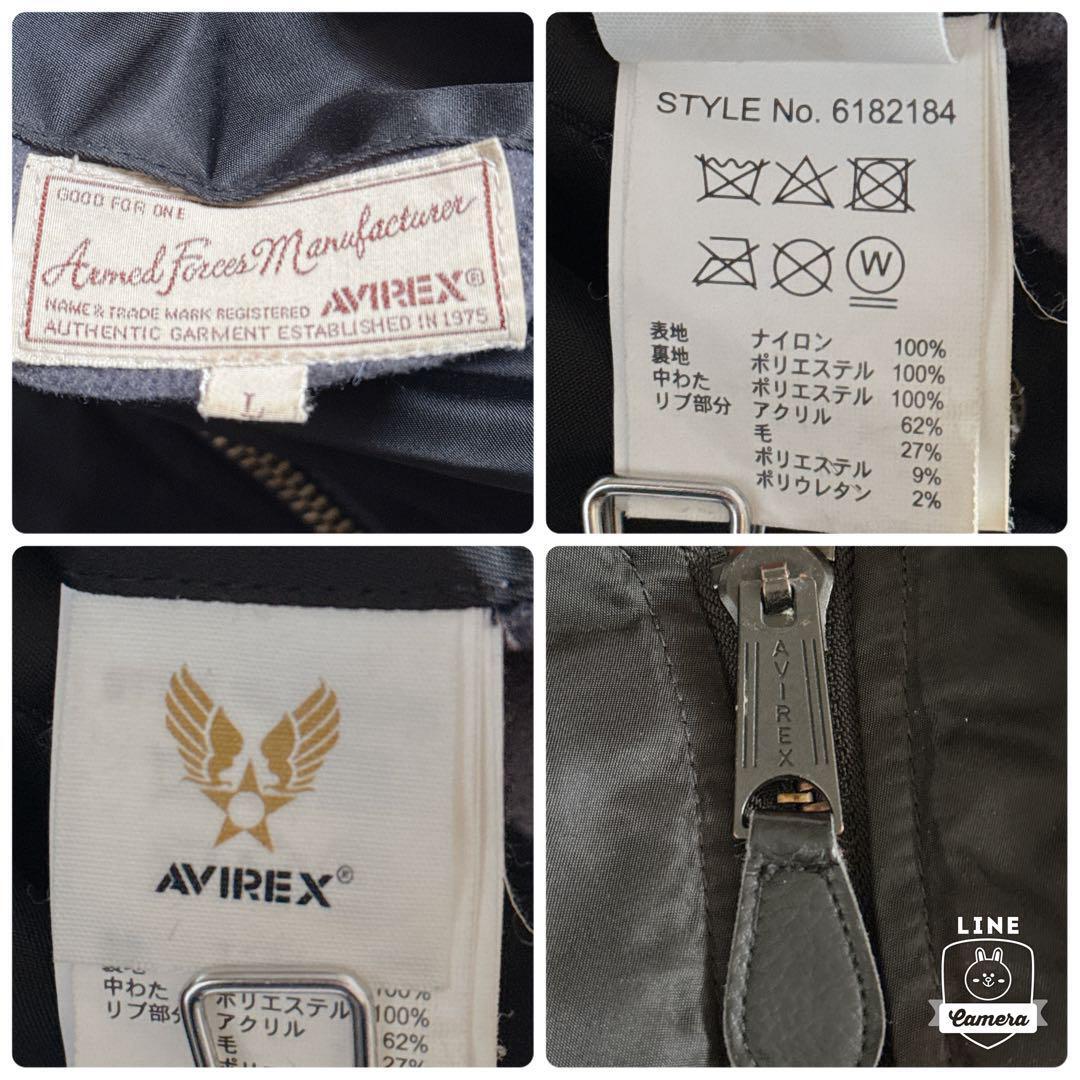 GOOD FOR ONE
Armed Forces Manufacturer
NAME & TRADE MARK REGISTERED AVIREX®
AUTHENTIC GARMENT ESTABLISHED IN 1975
L
STYLE No. 6182184
W
表地 ナイロン 100%
裏地 ポリエステル 100%
中わた ポリエステル 100%
リブ部分 アクリル 62%
毛 27%
ポリエステル 9%
ポリウレタン 2%
AVIREX®
中わた ポリエステル 100%
リブ部分 アクリル 62%
毛 27%
AVIREX
LINE
Camera